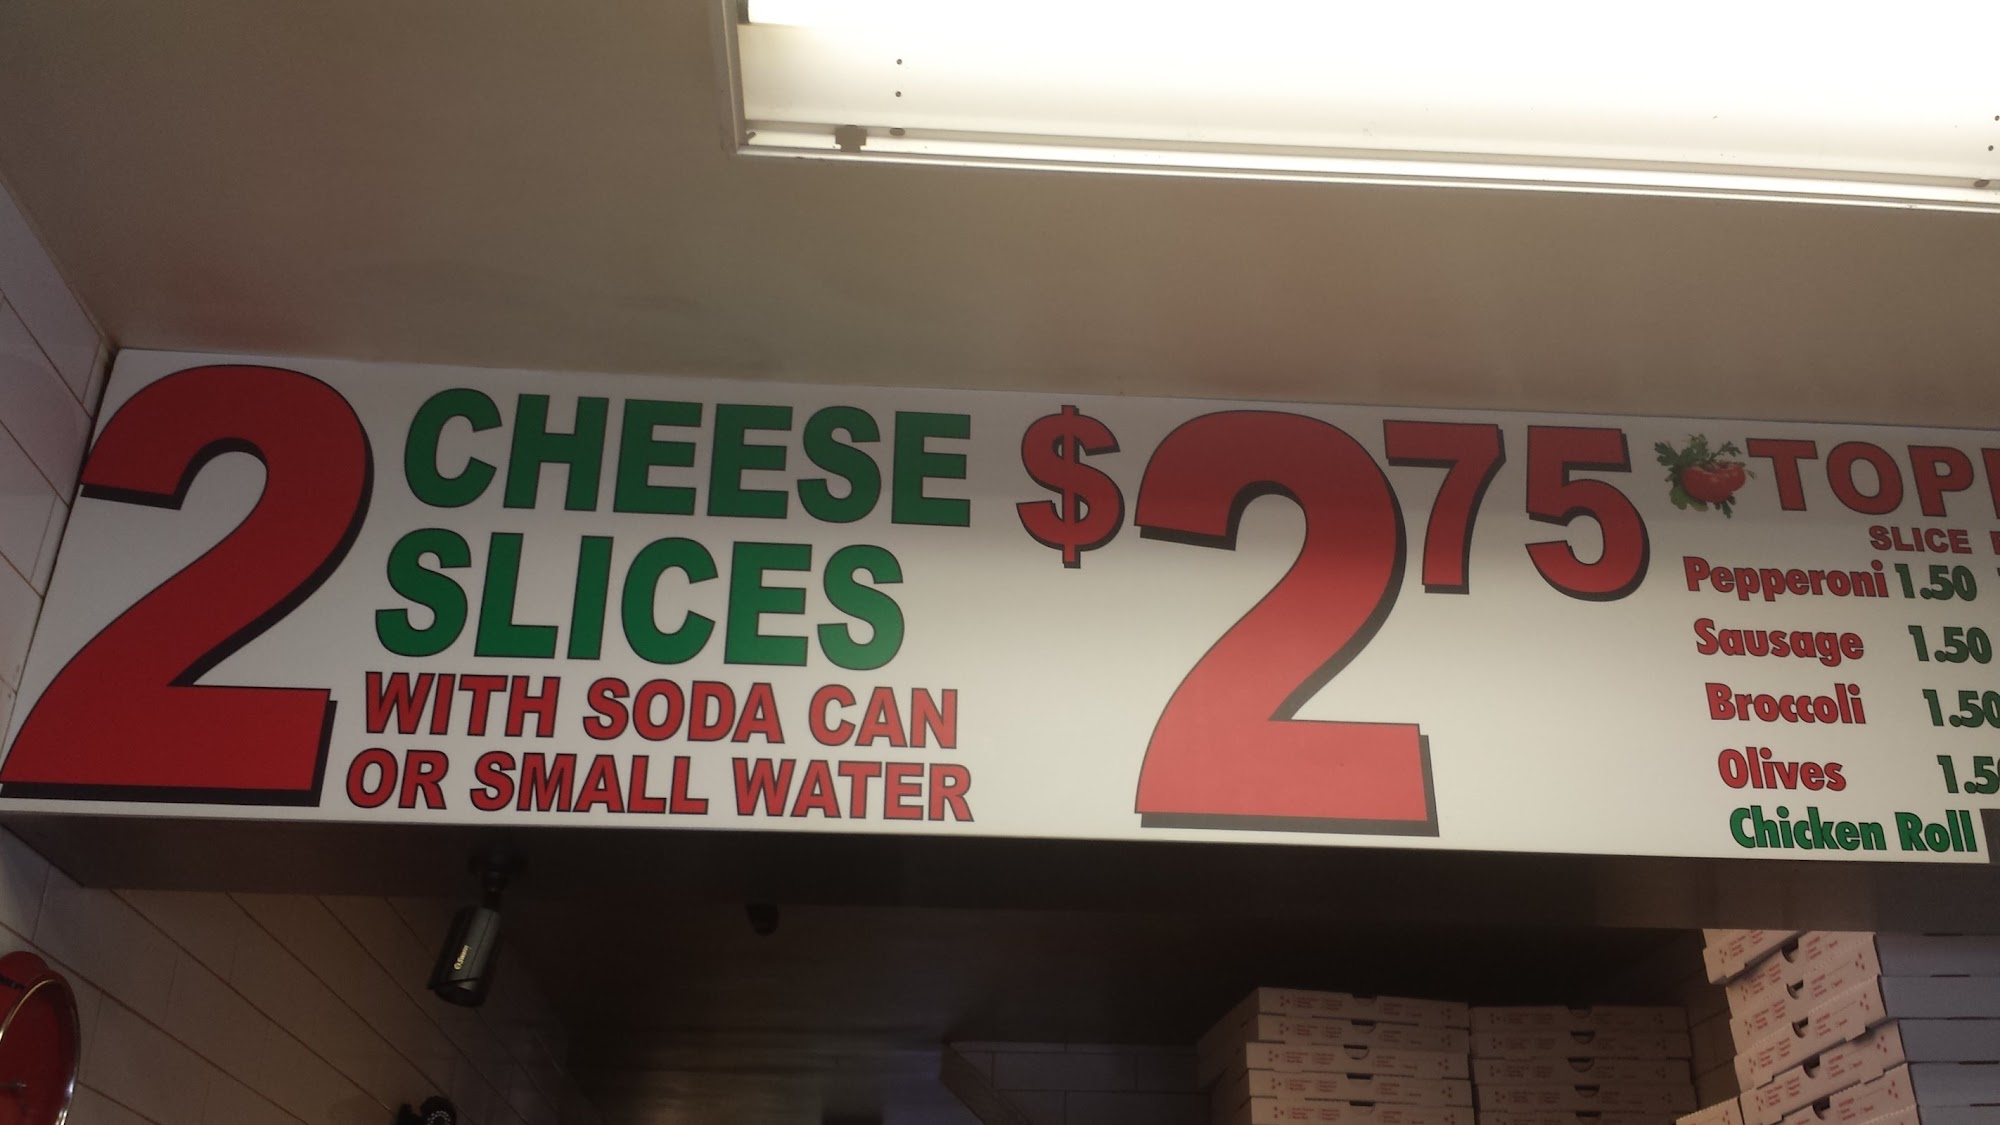 2 CHEESE SLICES
WITH SODA CAN
OR SMALL WATER
$2 75
SLICE
Pepperoni 1.50
Sausage 1.50
Broccoli 1.50
Olives
Chicken Roll